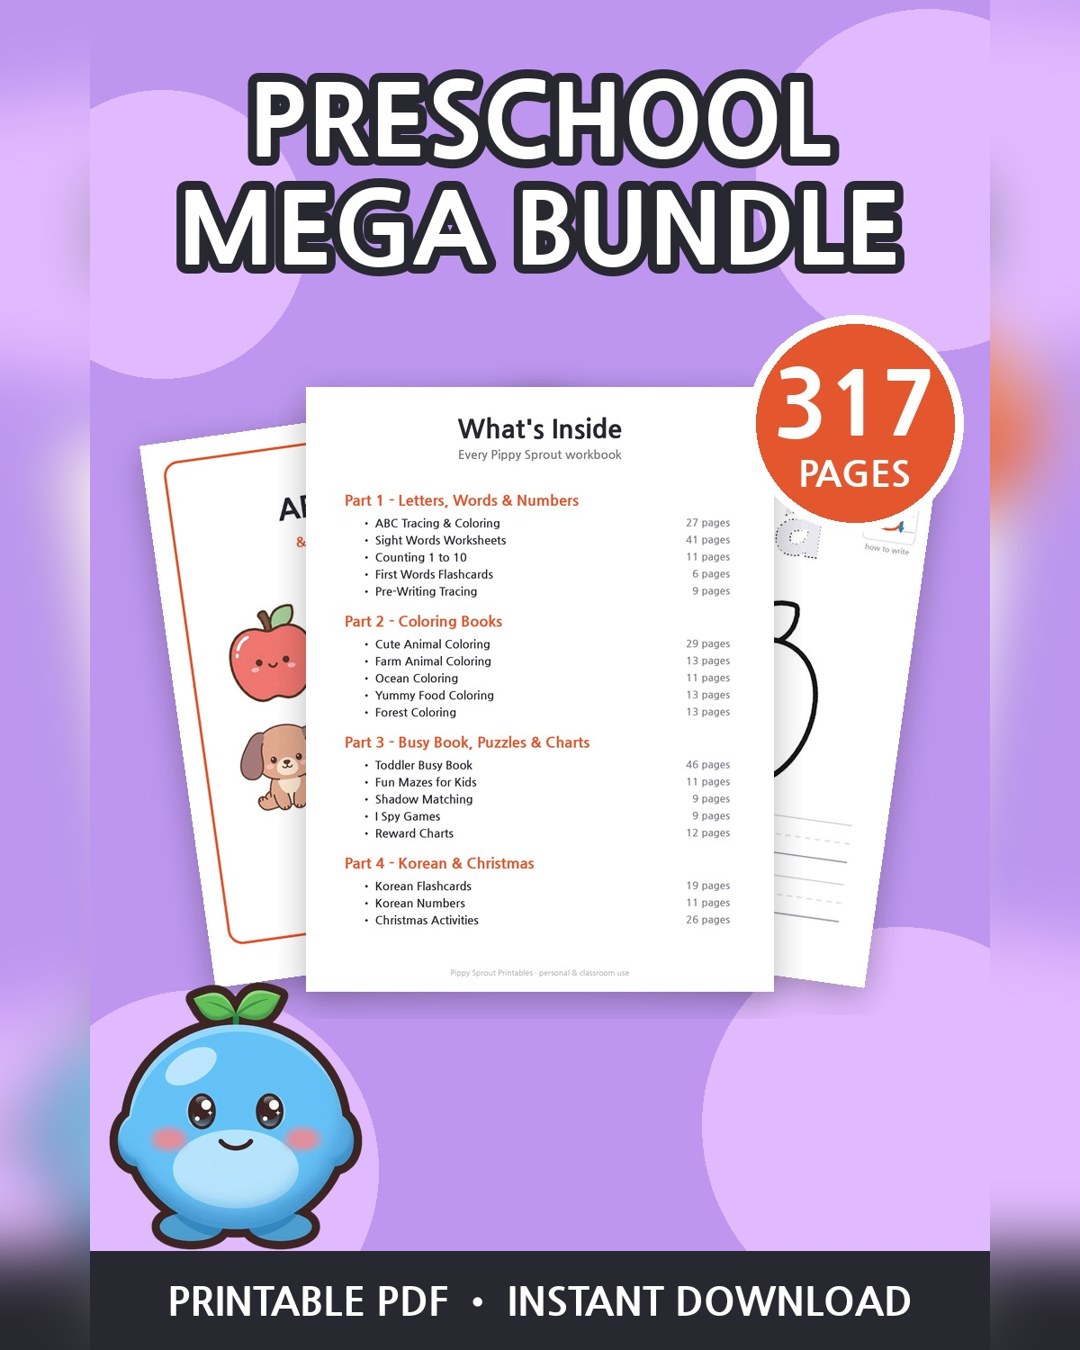 PRESCHOOL
MEGA BUNDLE
317
PAGES
What's Inside
Every Pippy Sprout workbook
Part 1 - Letters, Words & Numbers
• ABC Tracing & Coloring 27 pages
• Sight Words Worksheets 41 pages
• Counting 1 to 10 11 pages
• First Words Flashcards 6 pages
• Pre-Writing Tracing 9 pages
Part 2 - Coloring Books
• Cute Animal Coloring 29 pages
• Farm Animal Coloring 13 pages
• Ocean Coloring 11 pages
• Yummy Food Coloring 13 pages
• Forest Coloring 13 pages
Part 3 - Busy Book, Puzzles & Charts
• Toddler Busy Book 46 pages
• Fun Mazes for Kids 11 pages
• Shadow Matching 9 pages
• I Spy Games 9 pages
• Reward Charts 12 pages
Part 4 - Korean & Christmas
• Korean Flashcards 19 pages
• Korean Numbers 11 pages
• Christmas Activities 26 pages
Pippy Sprout Printables · personal & classroom use
&
a
how to write
PRINTABLE PDF • INSTANT DOWNLOAD